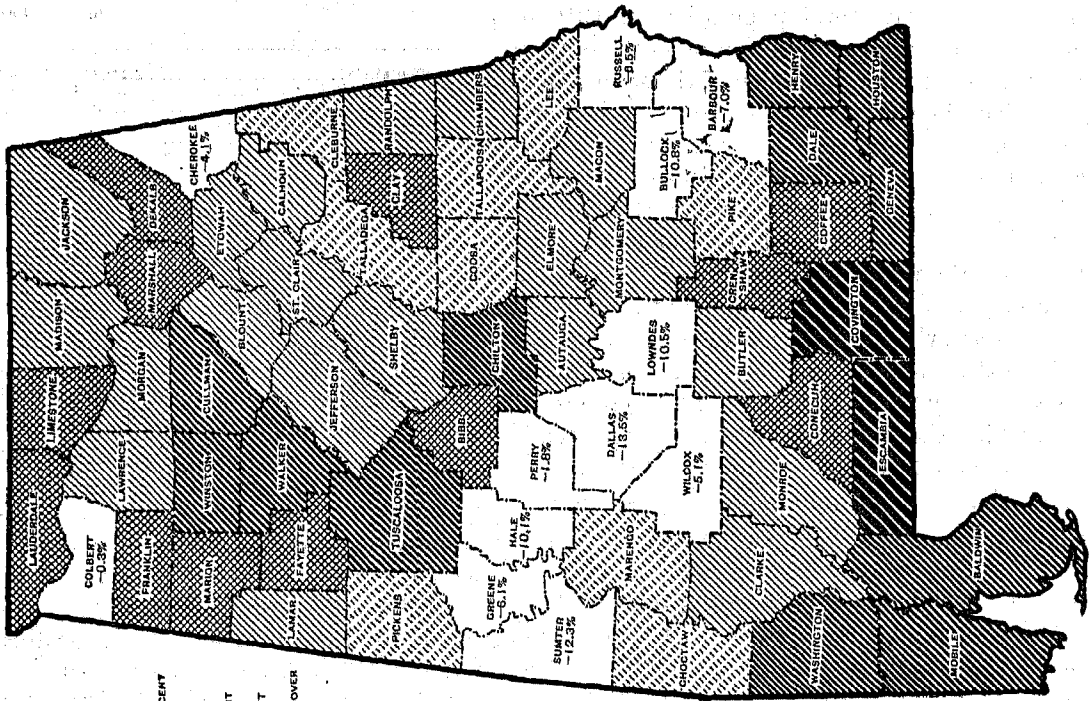 LAUDERDALE
LIMESTONE
MADISON
JACKSON
COLBERT
-0.3%
LAWRENCE
MORGAN
MARSHALL
DEKALB
FRANKLIN
MARION
WINSTON
CULLMAN
BLOUNT
ETOWAH
CHEROKEE
-4.1%
LAMAR
FAYETTE
WALKER
JEFFERSON
ST. CLAIR
CALHOUN
CLEBURNE
PICKENS
TUSCALOOSA
SHELBY
TALLADEGA
CLAY
RANDOLPH
BIBB
CHILTON
COOSA
TALLAPOOSA
CHAMBERS
GREENE
-6.1%
HALE
PERRY
-1.8%
AUTAUGA
ELMORE
LEE
SUMTER
-12.3%
MARENGO
DALLAS
-13.5%
LOWNDES
-10.5%
MONTGOMERY
MACON
RUSSELL
BULLOCK
-10.8%
CHOCTAW
CLARKE
WILCOX
-5.1%
BUTLER
CREN-
SHAW
PIKE
BARBOUR
-7.0%
WASHINGTON
MONROE
CONECUH
COVINGTON
COFFEE
DALE
HENRY
MOBILE
BALDWIN
ESCAMBIA
GENEVA
HOUSTON
OVER